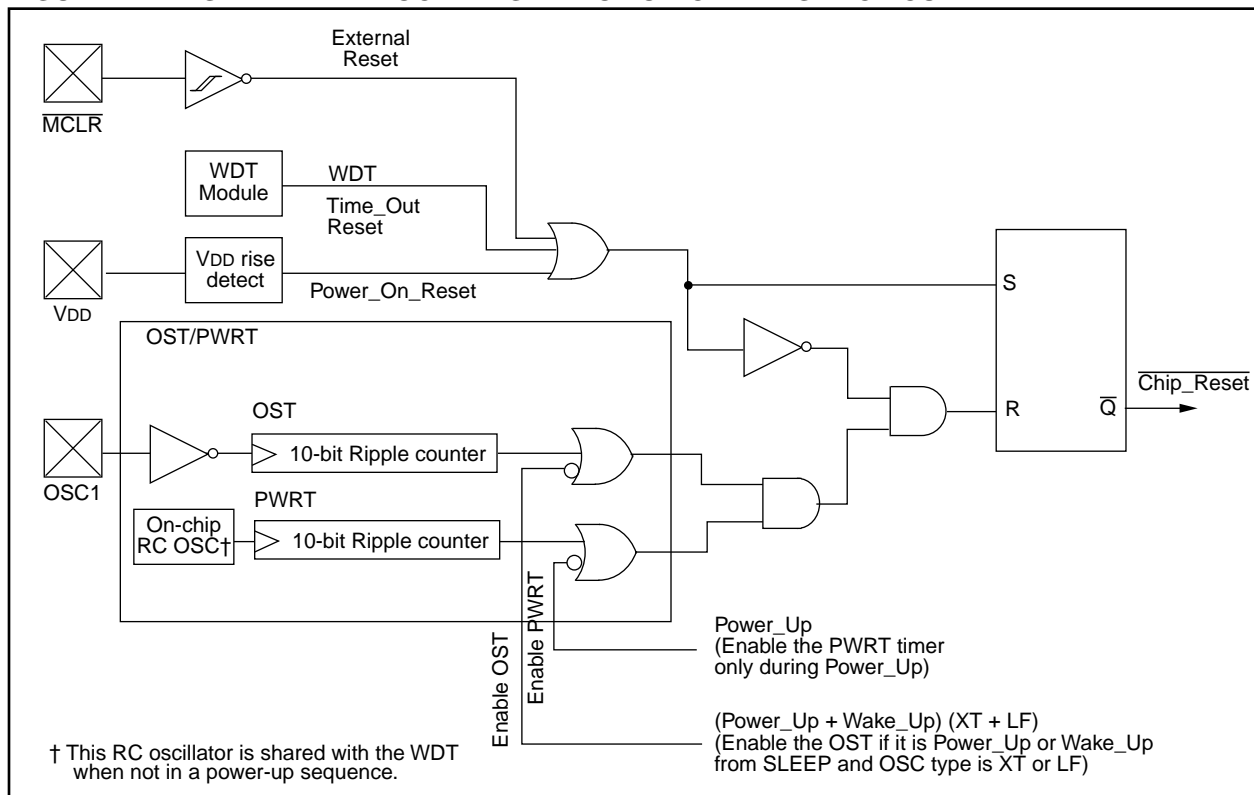 External
Reset
MCLR
WDT
Module
WDT
Time_Out
Reset
VDD rise
detect
Power_On_Reset
VDD
OST/PWRT
S
Chip_Reset
R
Q
OST
10-bit Ripple counter
OSC1
PWRT
On-chip
RC OSC†
10-bit Ripple counter
Enable OST
Enable PWRT
Power_Up
(Enable the PWRT timer
only during Power_Up)
(Power_Up + Wake_Up) (XT + LF)
(Enable the OST if it is Power_Up or Wake_Up
from SLEEP and OSC type is XT or LF)
† This RC oscillator is shared with the WDT
when not in a power-up sequence.